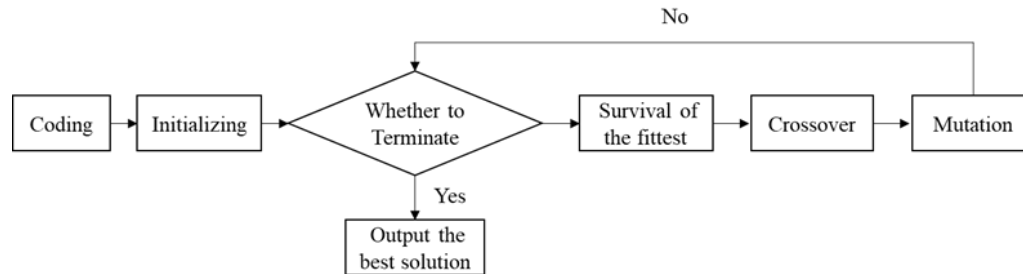 No
Coding
Initializing
Whether to
Terminate
Survival of
the fittest
Crossover
Mutation
Yes
Output the
best solution